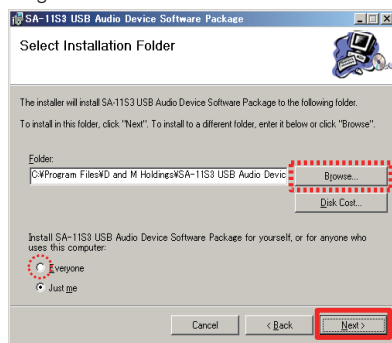 SA-11S3 USB Audio Device Software Package
Select Installation Folder
The installer will install SA-11S3 USB Audio Device Software Package to the following folder.
To install in this folder, click "Next". To install to a different folder, enter it below or click "Browse".
Folder:
C:¥Program Files¥D and M Holdings¥SA-11S3 USB Audio Devic
Browse...
Disk Cost...
Install SA-11S3 USB Audio Device Software Package for yourself, or for anyone who
uses this computer:
Everyone
Just me
Cancel
< Back
Next >